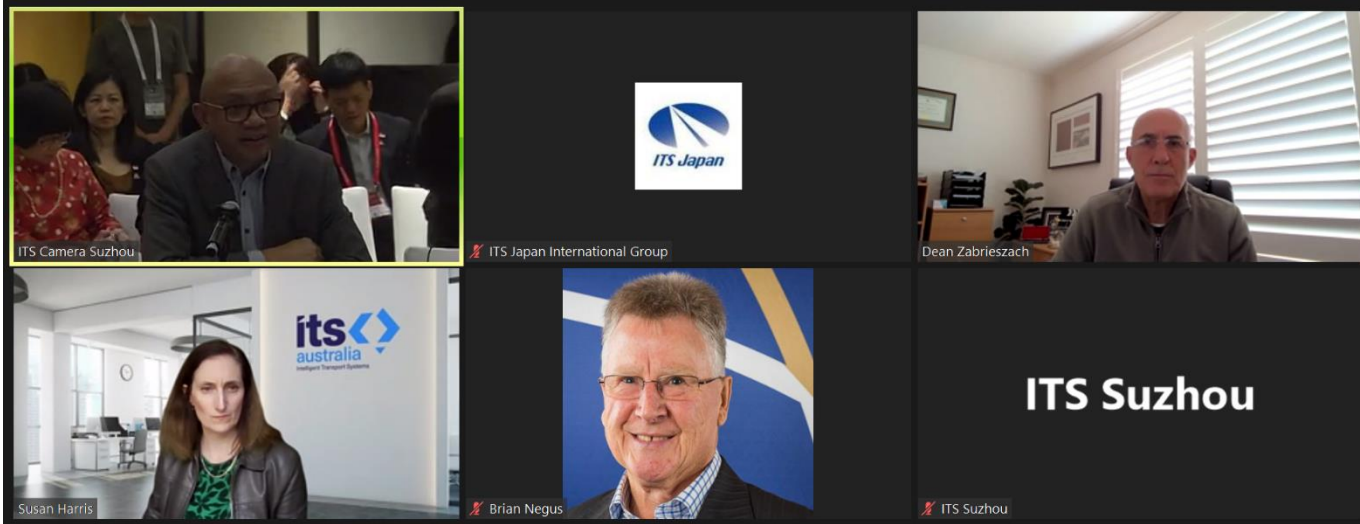 ITS Camera Suzhou
ITS Japan
ITS Japan International Group
Dean Zabrieszach
its
australia
Intelligent Transport Systems
Susan Harris
Brian Negus
ITS Suzhou
ITS Suzhou